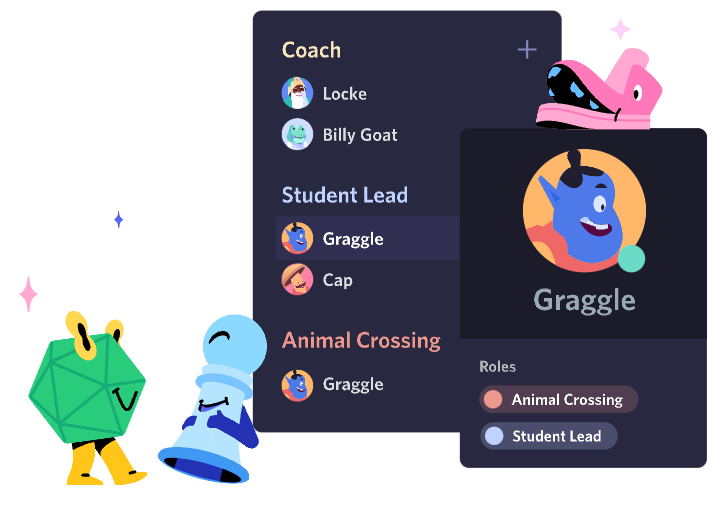 Coach
Locke
Billy Goat
Student Lead
Graggle
Cap
Animal Crossing
Graggle
Graggle
Roles
Animal Crossing
Student Lead